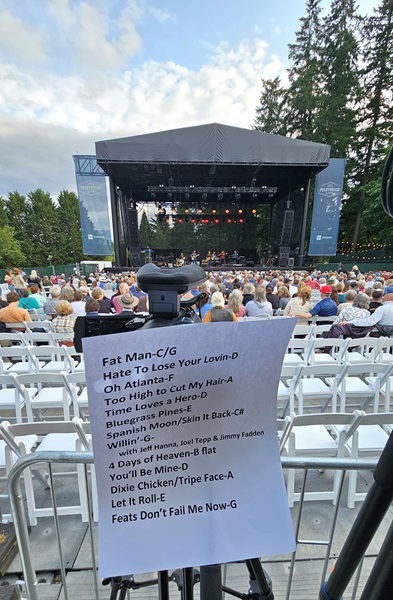 Fat Man-C/G
Hate To Lose Your Lovin-D
Oh Atlanta-F
Too High to Cut My Hair-A
Time Loves a Hero-D
Bluegrass Pines-E
Spanish Moon/Skin It Back-C#
Willin'-G-
with Jeff Hanna, Joel Tepp & Jimmy Fadden
4 Days of Heaven-B flat
You'll Be Mine-D
Dixie Chicken/Tripe Face-A
Let It Roll-E
Feats Don't Fail Me Now-G